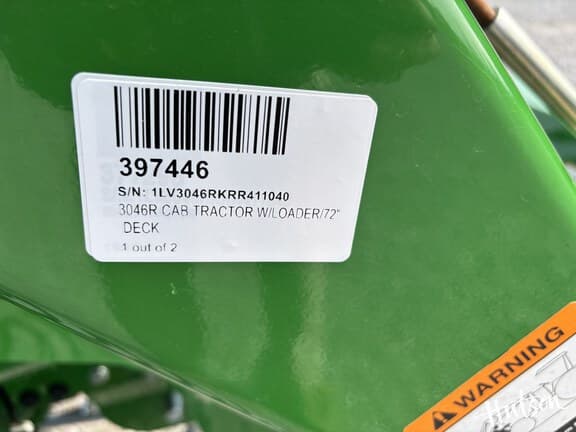 397446
S/N: 1LV3046RKRR411040
3046R CAB TRACTOR W/LOADER/72"
DECK
1 out of 2
WARNING
Hutson